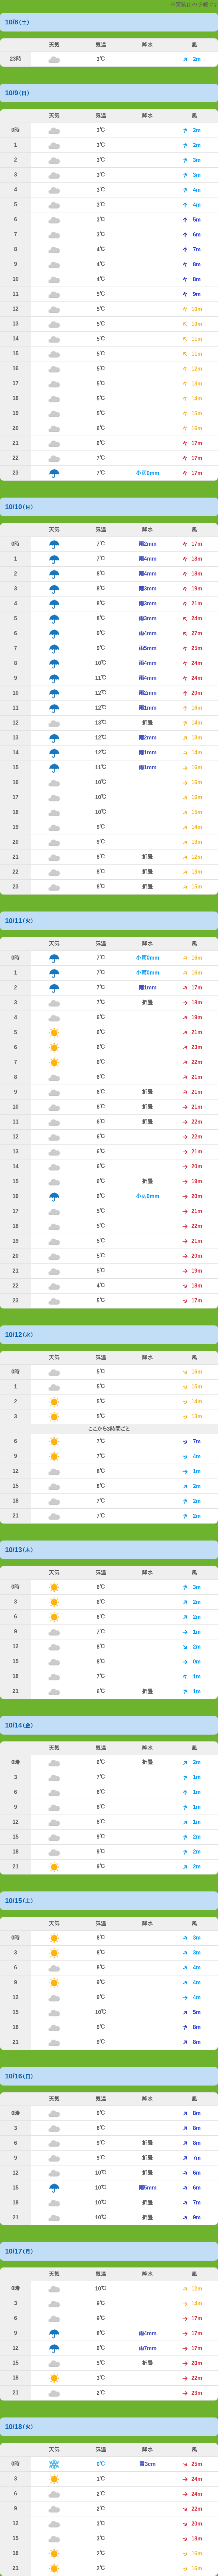 10/8（土）
天気 気温 降水 風
23時 3℃ 2m
10/9（日）
天気 気温 降水 風
0時 3℃ 2m
1 3℃ 2m
2 3℃ 3m
3 3℃ 3m
4 3℃ 4m
5 3℃ 4m
6 3℃ 5m
7 3℃ 6m
8 4℃ 7m
9 4℃ 8m
10 4℃ 8m
11 5℃ 9m
12 5℃ 10m
13 5℃ 10m
14 5℃ 11m
15 5℃ 11m
16 5℃ 12m
17 5℃ 13m
18 5℃ 14m
19 5℃ 15m
20 6℃ 16m
21 6℃ 17m
22 7℃ 17m
23 7℃ 小雨0mm 17m
10/10（月）
天気 気温 降水 風
0時 7℃ 雨2mm 17m
1 7℃ 雨4mm 18m
2 8℃ 雨4mm 18m
3 8℃ 雨3mm 19m
4 8℃ 雨3mm 21m
5 8℃ 雨3mm 24m
6 9℃ 雨4mm 27m
7 9℃ 雨5mm 25m
8 10℃ 雨4mm 24m
9 11℃ 雨4mm 24m
10 12℃ 雨2mm 20m
11 12℃ 雨1mm 16m
12 13℃ 折曇 14m
13 12℃ 雨2mm 13m
14 12℃ 雨1mm 14m
15 11℃ 雨1mm 16m
16 10℃ 16m
17 10℃ 16m
18 10℃ 15m
19 9℃ 14m
20 9℃ 13m
21 8℃ 折曇 12m
22 8℃ 折曇 13m
23 8℃ 折曇 15m
10/11（火）
天気 気温 降水 風
0時 7℃ 小雨0mm 16m
1 7℃ 小雨0mm 16m
2 7℃ 雨1mm 17m
3 7℃ 折曇 18m
4 6℃ 19m
5 6℃ 21m
6 6℃ 23m
7 6℃ 22m
8 6℃ 21m
9 6℃ 折曇 21m
10 6℃ 折曇 21m
11 6℃ 折曇 22m
12 6℃ 22m
13 6℃ 21m
14 6℃ 20m
15 6℃ 折曇 19m
16 6℃ 小雨0mm 20m
17 5℃ 21m
18 5℃ 22m
19 5℃ 21m
20 5℃ 20m
21 5℃ 19m
22 4℃ 18m
23 5℃ 17m
10/12（水）
天気 気温 降水 風
0時 5℃ 16m
1 5℃ 15m
2 5℃ 14m
3 5℃ 13m
ここから3時間ごと
6 7℃ 7m
9 7℃ 4m
12 8℃ 1m
15 8℃ 2m
18 7℃ 2m
21 7℃ 2m
10/13（木）
天気 気温 降水 風
0時 6℃ 3m
3 6℃ 2m
6 6℃ 2m
9 7℃ 1m
12 8℃ 2m
15 8℃ 0m
18 7℃ 1m
21 6℃ 折曇 1m
10/14（金）
天気 気温 降水 風
0時 6℃ 折曇 2m
3 7℃ 1m
6 8℃ 1m
9 8℃ 1m
12 8℃ 1m
15 9℃ 2m
18 9℃ 2m
21 9℃ 2m
10/15（土）
天気 気温 降水 風
0時 8℃ 3m
3 8℃ 3m
6 8℃ 4m
9 9℃ 4m
12 9℃ 4m
15 10℃ 5m
18 9℃ 8m
21 9℃ 8m
10/16（日）
天気 気温 降水 風
0時 9℃ 8m
3 8℃ 8m
6 9℃ 折曇 8m
9 9℃ 折曇 7m
12 10℃ 折曇 6m
15 10℃ 雨5mm 6m
18 10℃ 折曇 7m
21 10℃ 折曇 9m
10/17（月）
天気 気温 降水 風
0時 10℃ 12m
3 9℃ 14m
6 9℃ 17m
9 8℃ 雨4mm 17m
12 6℃ 雨7mm 17m
15 5℃ 折曇 20m
18 3℃ 22m
21 2℃ 23m
10/18（火）
天気 気温 降水 風
0時 0℃ 雪3cm 25m
3 1℃ 24m
6 2℃ 24m
9 2℃ 22m
12 3℃ 20m
15 3℃ 18m
18 2℃ 16m
21 2℃ 16m